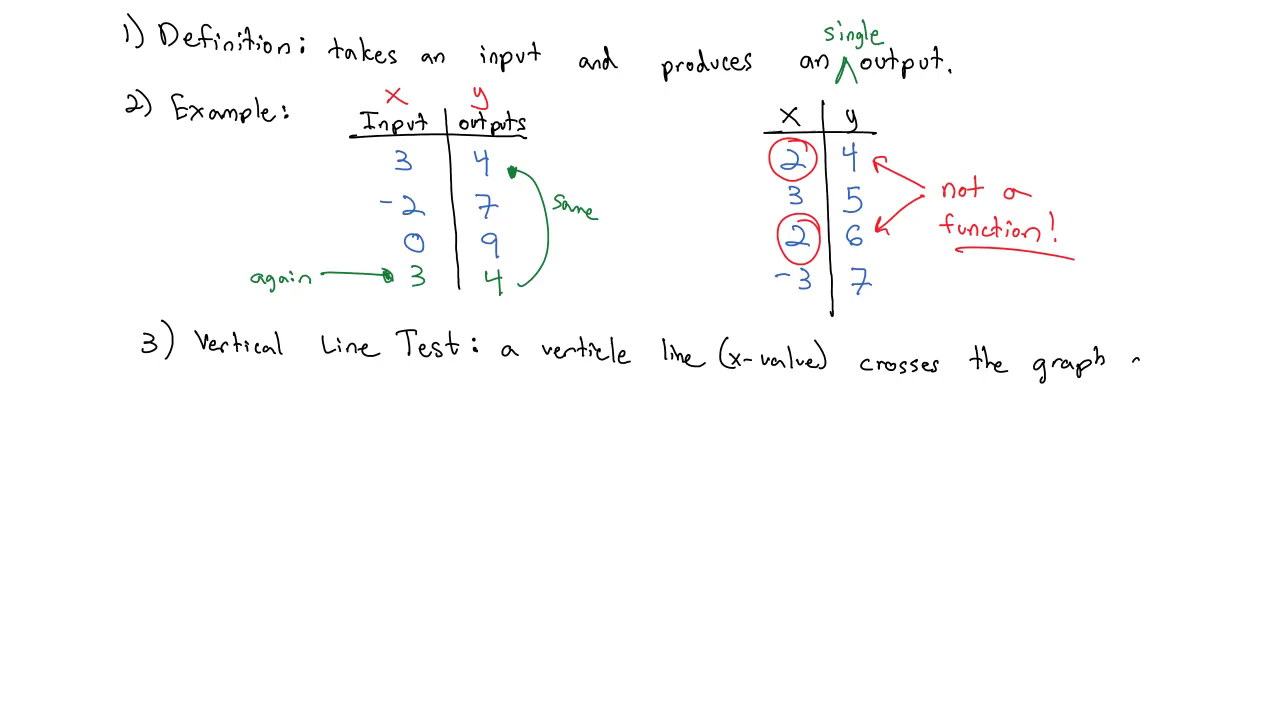 1) Definition: takes an input and produces an single output.
2) Example:
x y
Input outputs
3 4
-2 7
0 9
again 3 4
same
x y
2 4
3 5
2 6
-3 7
not a
function!
3) Vertical Line Test: a verticle line (x-value) crosses the graph